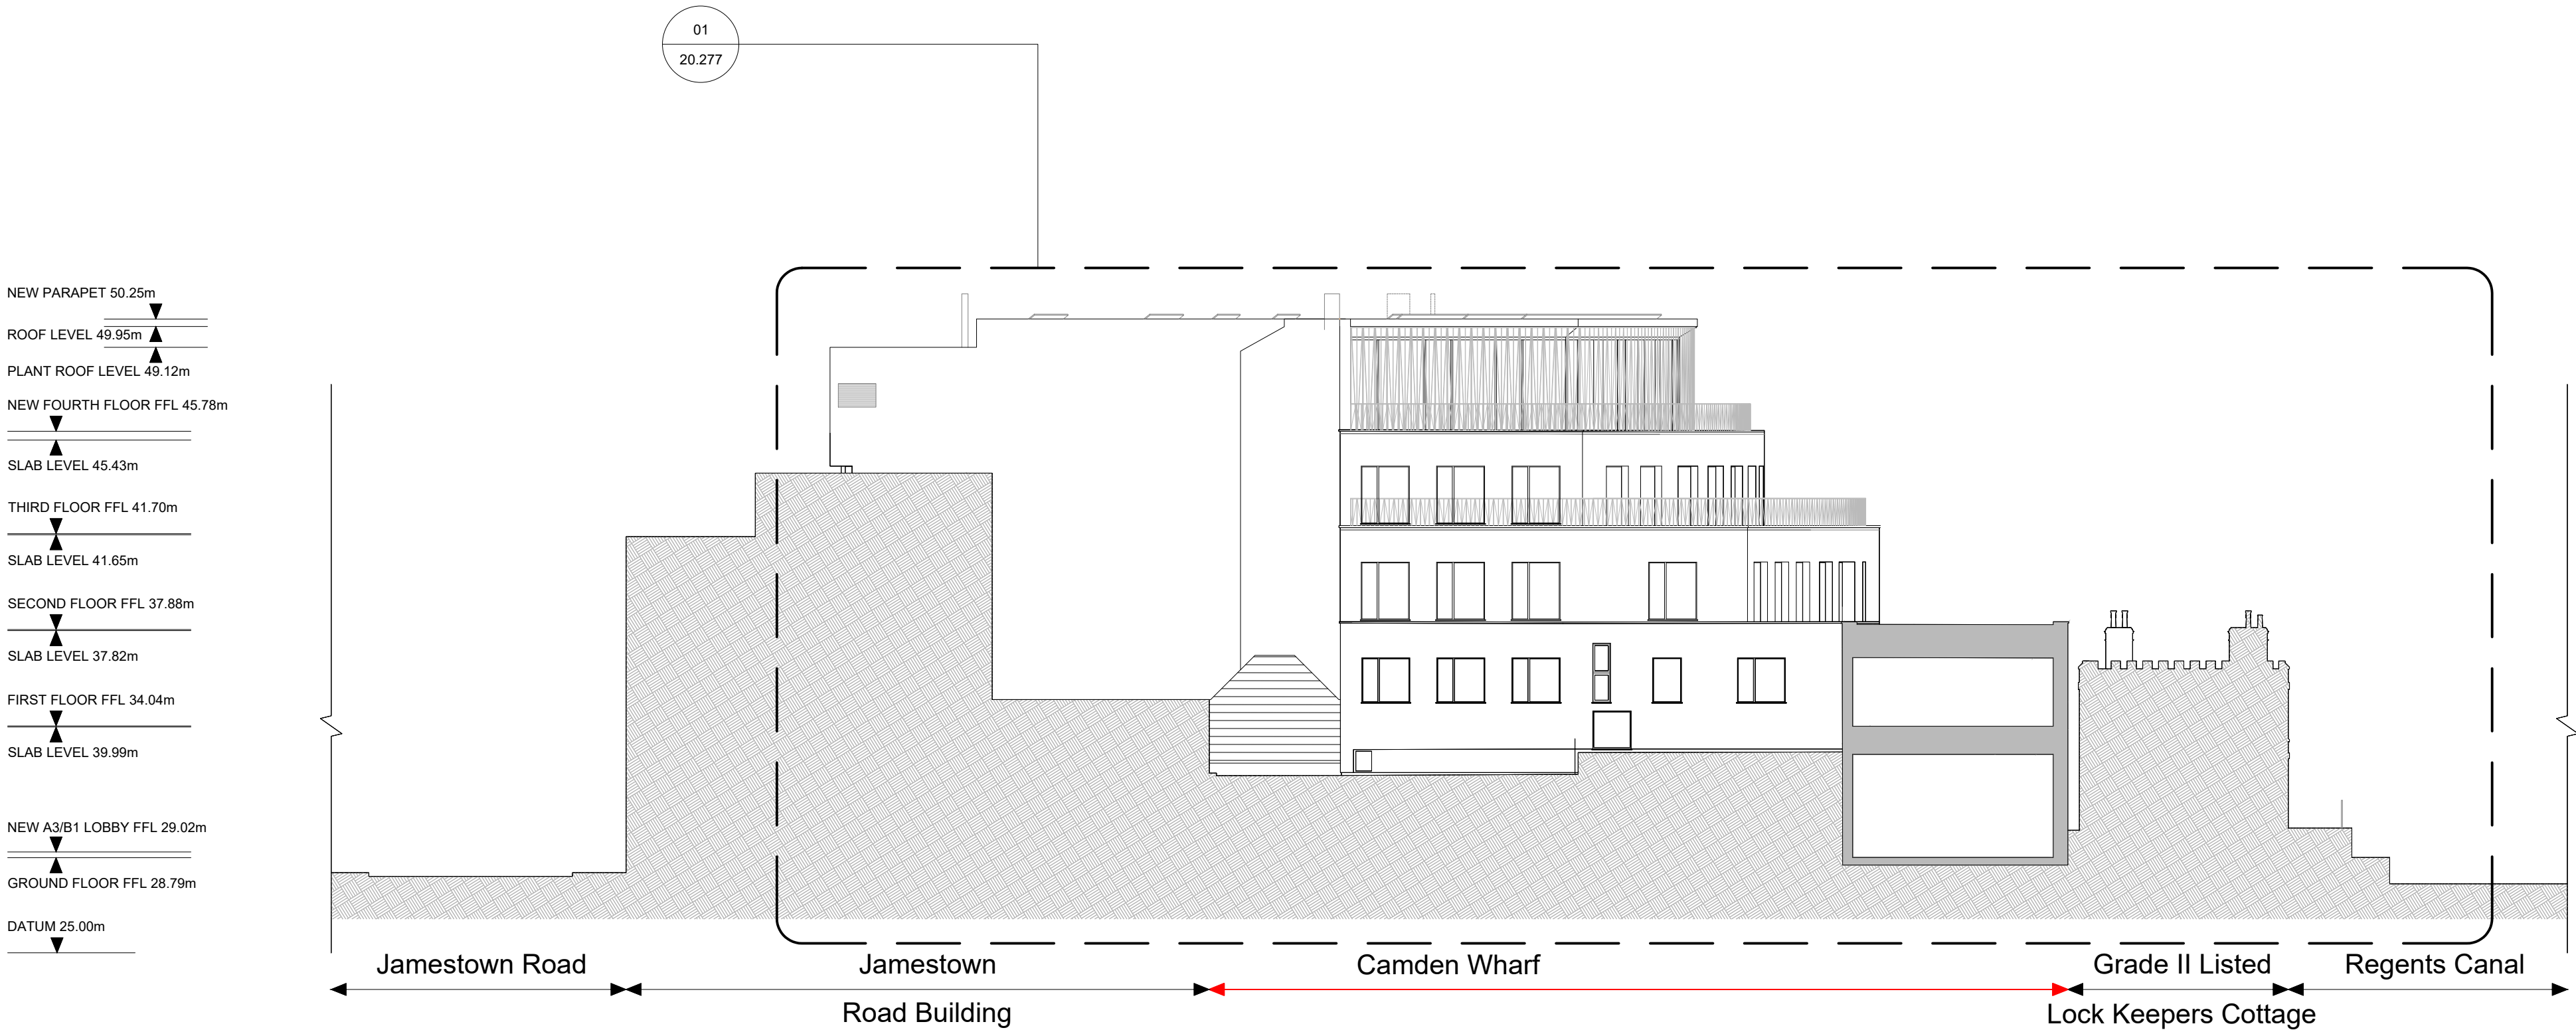 01
20.277
NEW PARAPET 50.25m
ROOF LEVEL 49.95m
PLANT ROOF LEVEL 49.12m
NEW FOURTH FLOOR FFL 45.78m
SLAB LEVEL 45.43m
THIRD FLOOR FFL 41.70m
SLAB LEVEL 41.65m
SECOND FLOOR FFL 37.88m
SLAB LEVEL 37.82m
FIRST FLOOR FFL 34.04m
SLAB LEVEL 39.99m
NEW A3/B1 LOBBY FFL 29.02m
GROUND FLOOR FFL 28.79m
DATUM 25.00m
Jamestown Road
Jamestown
Road Building
Camden Wharf
Grade II Listed
Lock Keepers Cottage
Regents Canal